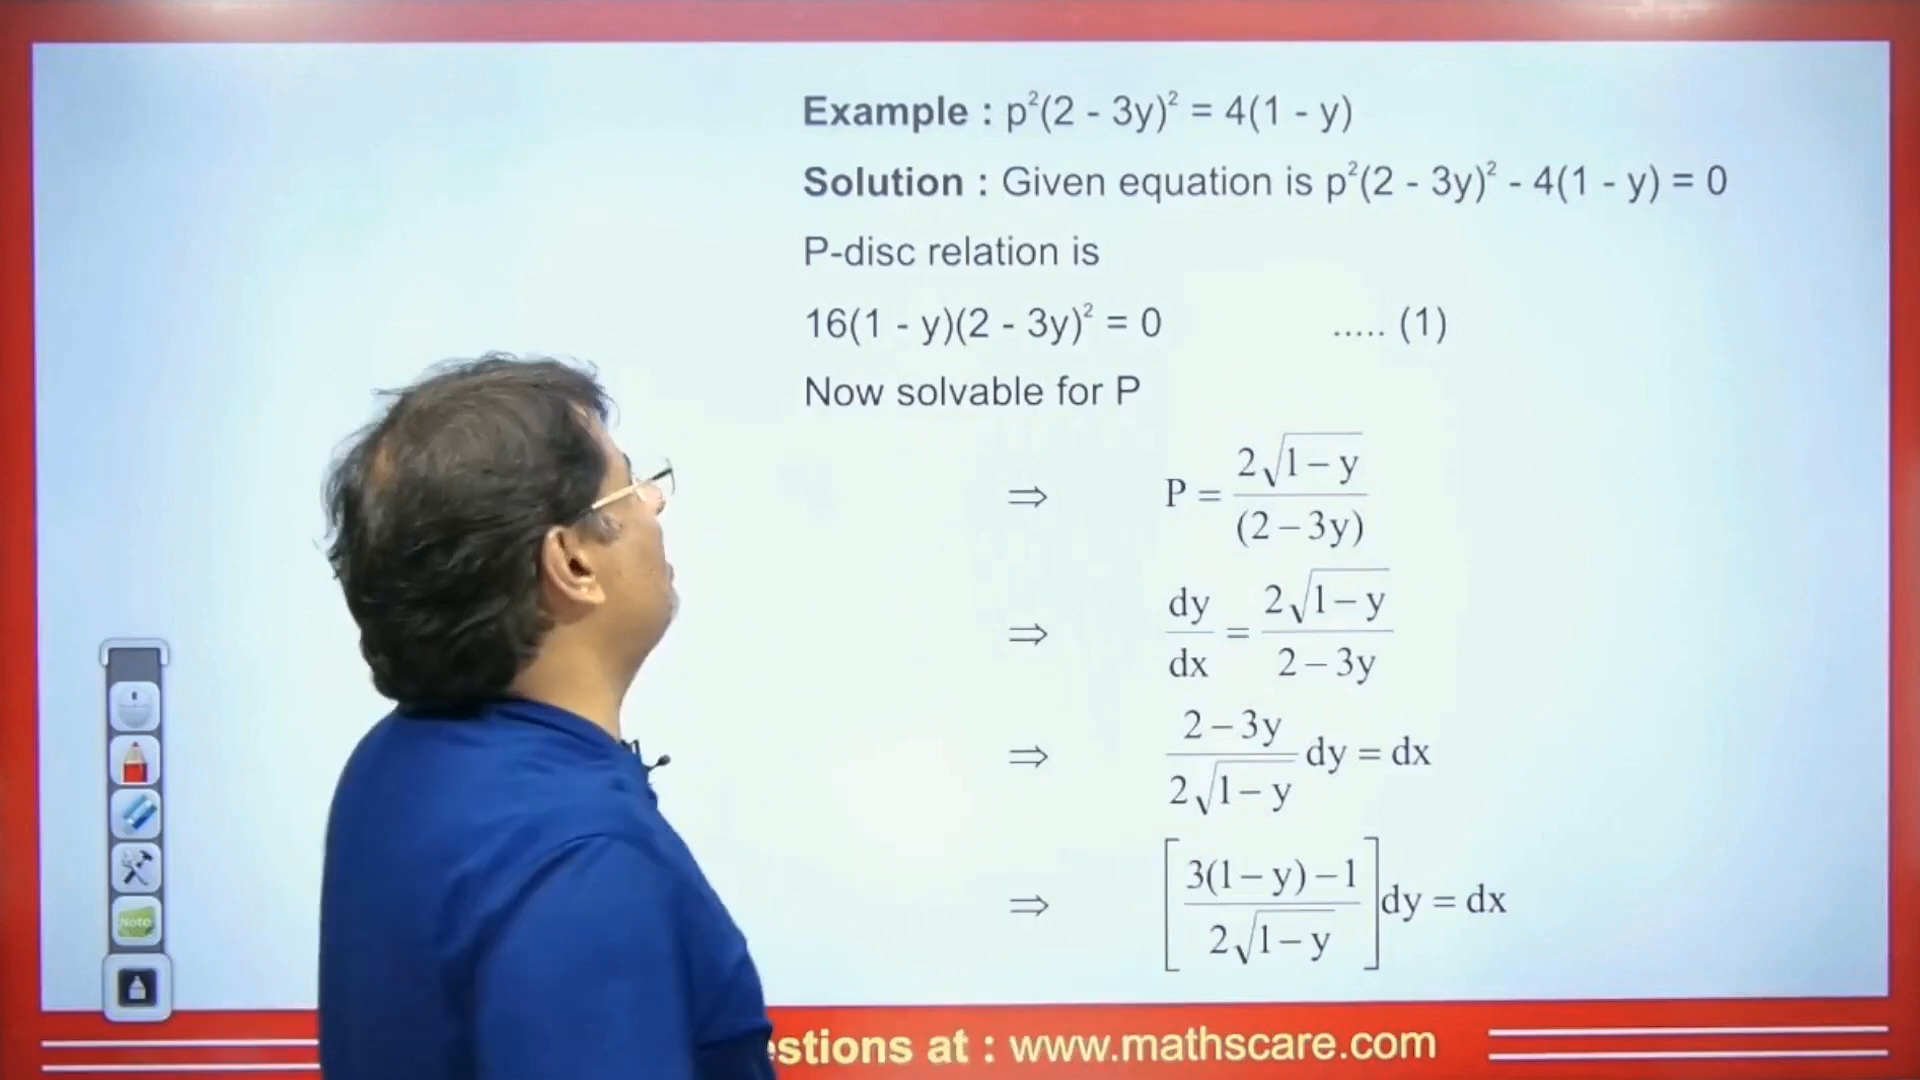 Example : p²(2 - 3y)² = 4(1 - y)
Solution : Given equation is p²(2 - 3y)² - 4(1 - y) = 0
P-disc relation is
16(1 - y)(2 - 3y)² = 0 ..... (1)
Now solvable for P
⇒ P = 2√(1 – y) / (2 – 3y)
⇒ dy/dx = 2√(1 – y) / 2 – 3y
⇒ 2 – 3y / 2√(1 – y) dy = dx
⇒ [3(1 – y) – 1 / 2√(1 – y)] dy = dx
Note
at : www.mathscare.com